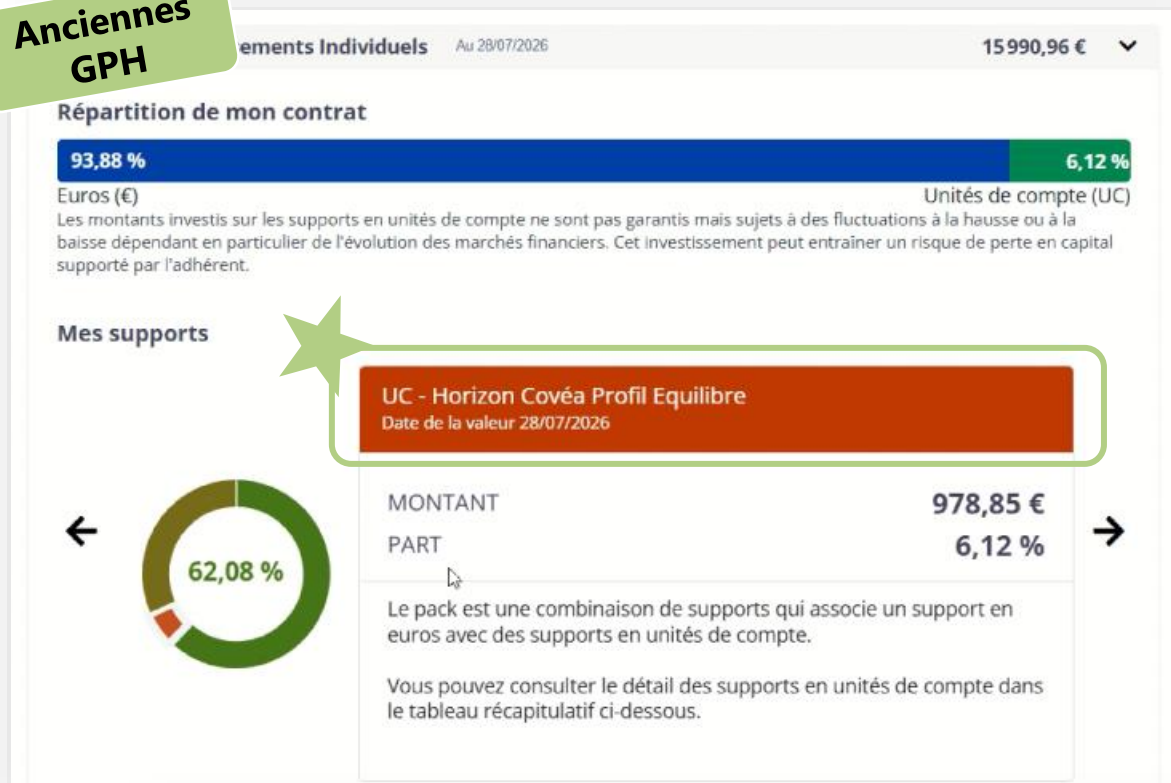 Anciennes
GPH
ements Individuels Au 28/07/2026 15 990,96 €
Répartition de mon contrat
93,88 % 6,12 %
Euros (€) Unités de compte (UC)
Les montants investis sur les supports en unités de compte ne sont pas garantis mais sujets à des fluctuations à la hausse ou à la
baisse dépendant en particulier de l'évolution des marchés financiers. Cet investissement peut entraîner un risque de perte en capital
supporté par l'adhérent.
Mes supports
UC - Horizon Covéa Profil Equilibre
Date de la valeur 28/07/2026
MONTANT 978,85 €
PART 6,12 %
62,08 %
Le pack est une combinaison de supports qui associe un support en
euros avec des supports en unités de compte.
Vous pouvez consulter le détail des supports en unités de compte dans
le tableau récapitulatif ci-dessous.